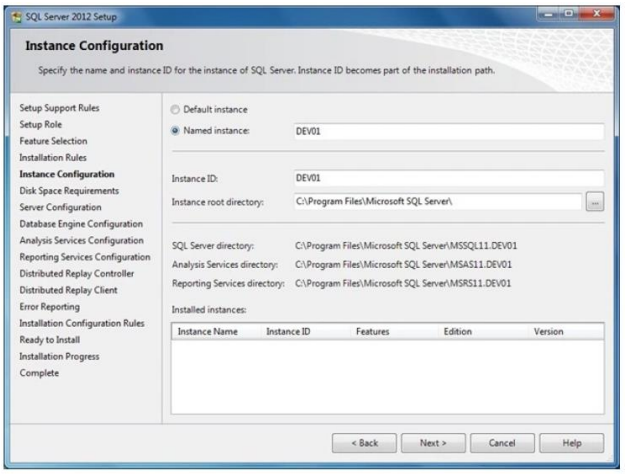 SQL Server 2012 Setup
Instance Configuration
Specify the name and instance ID for the instance of SQL Server. Instance ID becomes part of the installation path.
Setup Support Rules
Setup Role
Feature Selection
Installation Rules
Instance Configuration
Disk Space Requirements
Server Configuration
Database Engine Configuration
Analysis Services Configuration
Reporting Services Configuration
Distributed Replay Controller
Distributed Replay Client
Error Reporting
Installation Configuration Rules
Ready to Install
Installation Progress
Complete
Default instance
Named instance: DEV01
Instance ID: DEV01
Instance root directory: C:\Program Files\Microsoft SQL Server\ ...
SQL Server directory: C:\Program Files\Microsoft SQL Server\MSSQL11.DEV01
Analysis Services directory: C:\Program Files\Microsoft SQL Server\MSAS11.DEV01
Reporting Services directory: C:\Program Files\Microsoft SQL Server\MSRS11.DEV01
Installed instances:
Instance Name Instance ID Features Edition Version
< Back Next > Cancel Help